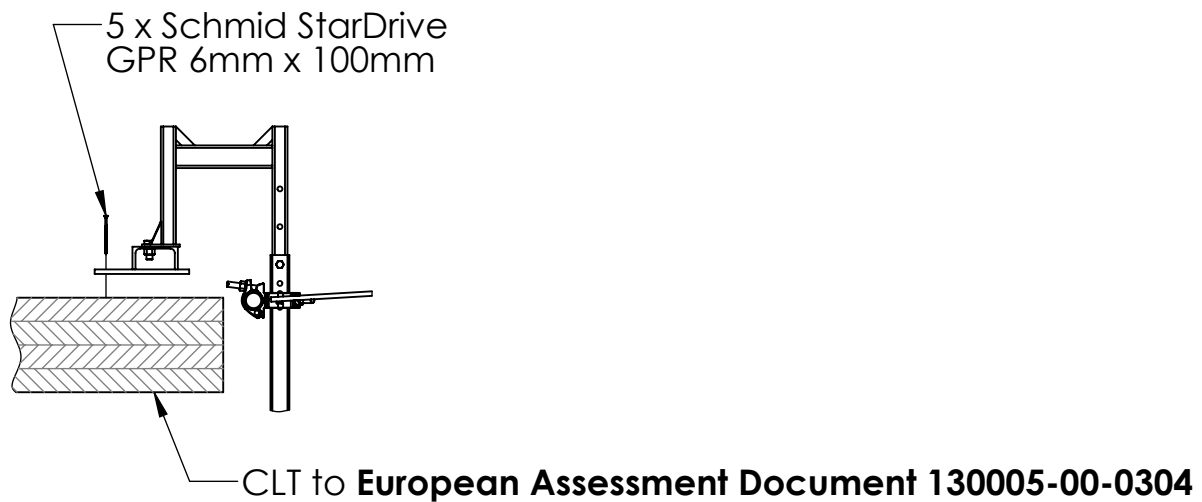 5 x Schmid StarDrive
GPR 6mm x 100mm
CLT to European Assessment Document 130005-00-0304